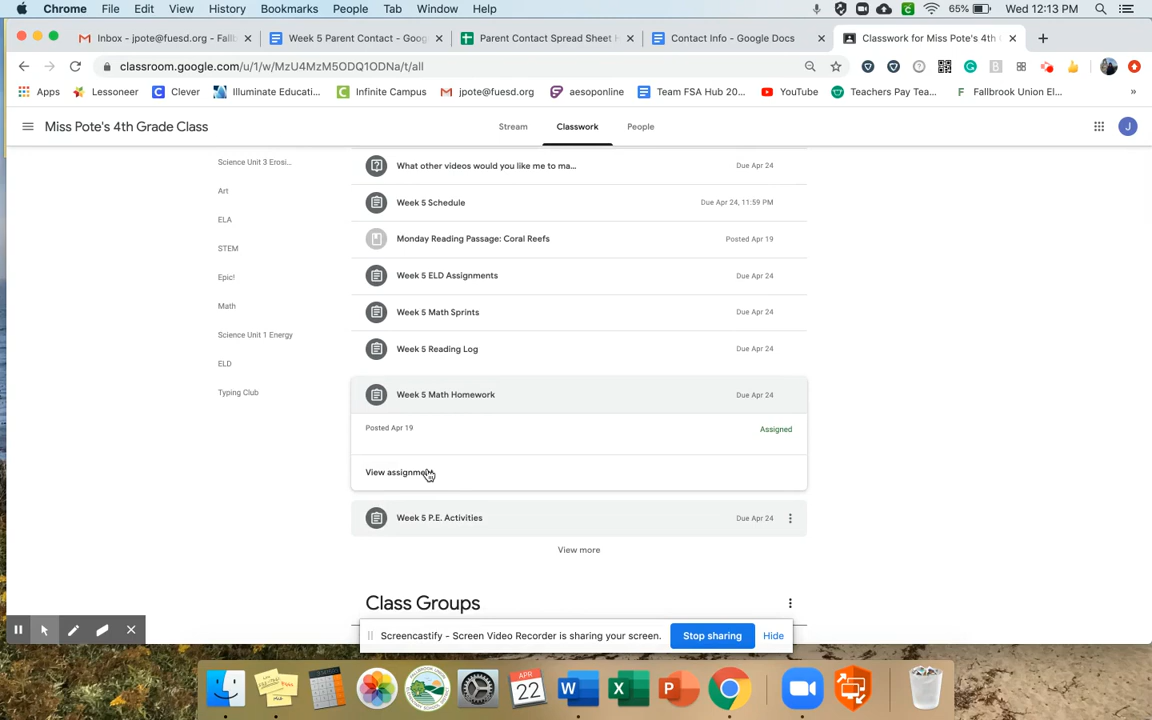 Chrome File Edit View History Bookmarks People Tab Window Help 65% Wed 12:13 PM
Inbox - jpote@fuesd.org - Fallb Week 5 Parent Contact - Goog Parent Contact Spread Sheet Contact Info - Google Docs Classwork for Miss Pote's 4th
classroom.google.com/u/1/w/MzU4MzM5ODQ1ODNa/t/all
Apps Lessoneer Clever Illuminate Educati... Infinite Campus jpote@fuesd.org aesoponline Team FSA Hub 20... YouTube Teachers Pay Tea... Fallbrook Union El... »
Miss Pote's 4th Grade Class Stream Classwork People J
Science Unit 3 Erosi...
Art
ELA
STEM
Epic!
Math
Science Unit 1 Energy
ELD
Typing Club
What other videos would you like me to ma... Due Apr 24
Week 5 Schedule Due Apr 24, 11:59 PM
Monday Reading Passage: Coral Reefs Posted Apr 19
Week 5 ELD Assignments Due Apr 24
Week 5 Math Sprints Due Apr 24
Week 5 Reading Log Due Apr 24
Week 5 Math Homework Due Apr 24
Posted Apr 19 Assigned
View assignment
Week 5 P.E. Activities Due Apr 24
View more
Class Groups
Screencastify - Screen Video Recorder is sharing your screen. Stop sharing Hide
APR
22